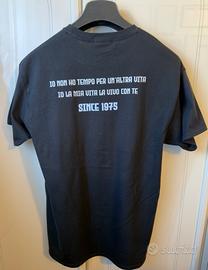 IO NON HO TEMPO PER UN'ALTRA VITA
IO LA MIA VITA LA VIVO CON TE
SINCE 1975
subito